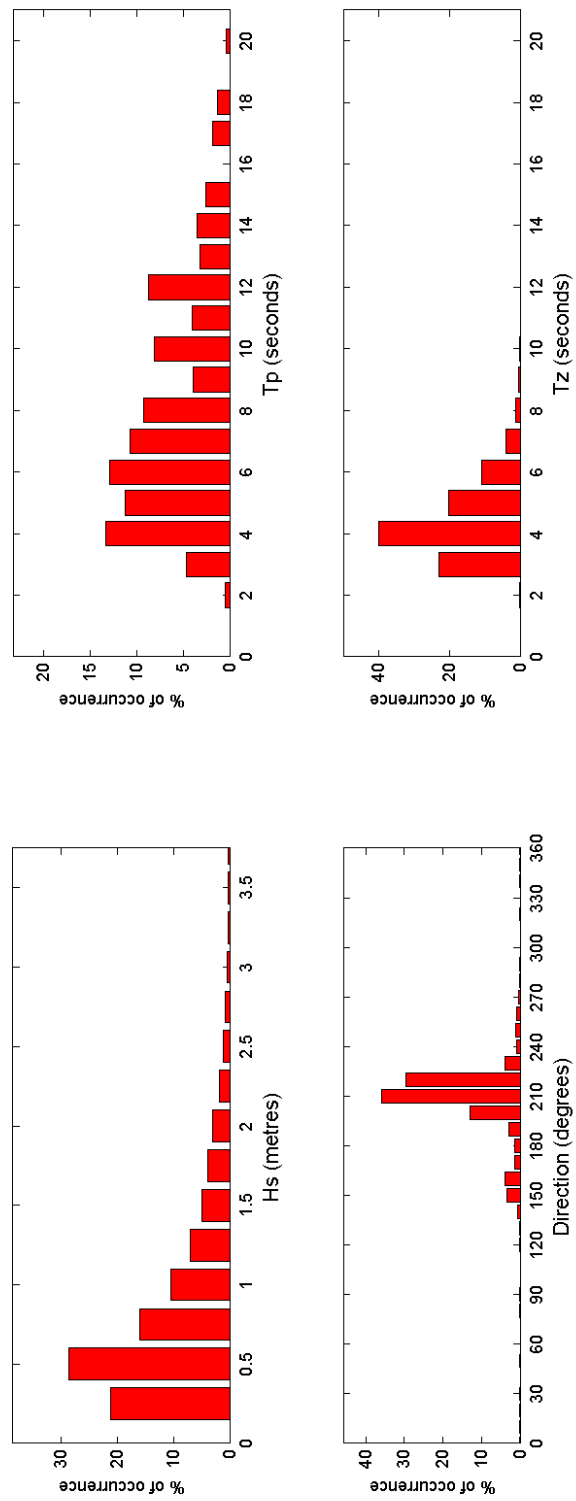 % of occurrence
30
20
10
0
0 0.5 1 1.5 2 2.5 3 3.5
Hs (metres)
% of occurrence
20
15
10
5
0
0 2 4 6 8 10 12 14 16 18 20
Tp (seconds)
% of occurrence
40
30
20
10
0
0 30 60 90 120 150 180 210 240 270 300 330 360
Direction (degrees)
% of occurrence
40
20
0
0 2 4 6 8 10 12 14 16 18 20
Tz (seconds)